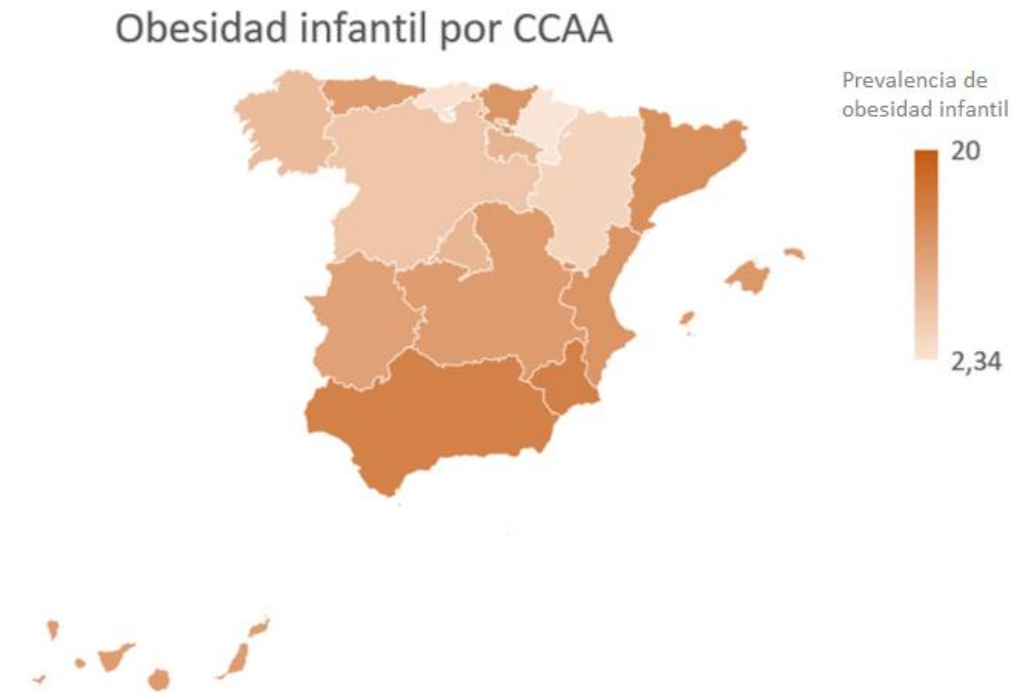 Obesidad infantil por CCAA
Prevalencia de
obesidad infantil
20
2,34